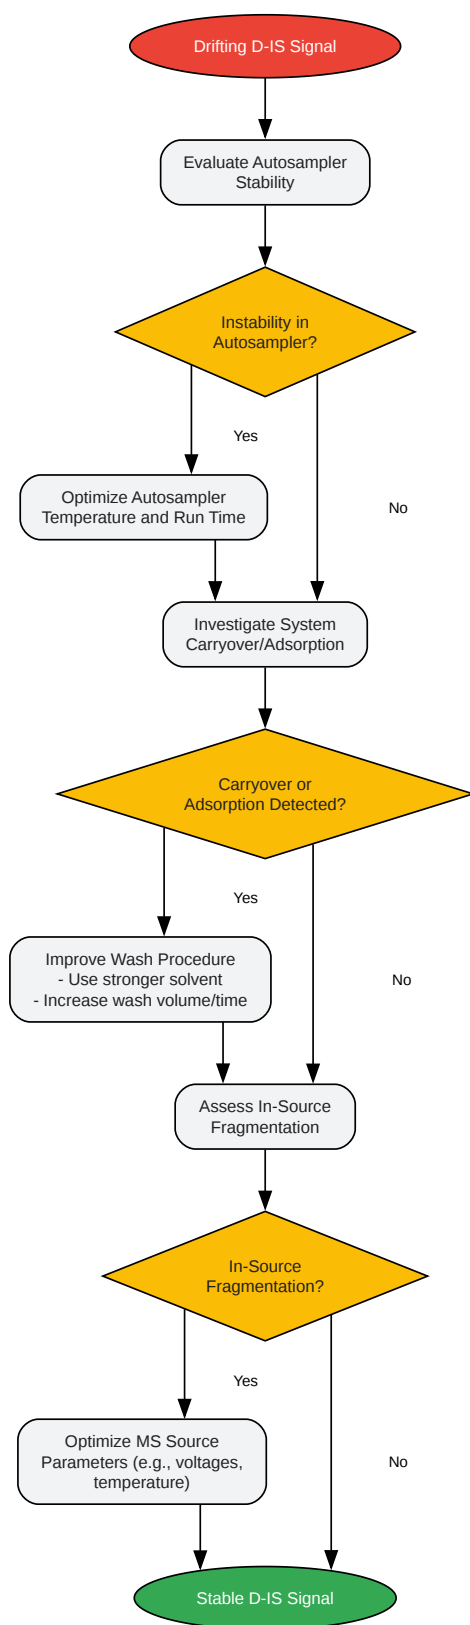 Drifting D-IS Signal
Evaluate Autosampler
Stability
Instability in
Autosampler?
Yes
Optimize Autosampler
Temperature and Run Time
No
Investigate System
Carryover/Adsorption
Carryover or
Adsorption Detected?
Yes
Improve Wash Procedure
- Use stronger solvent
- Increase wash volume/time
No
Assess In-Source
Fragmentation
In-Source
Fragmentation?
Yes
Optimize MS Source
Parameters (e.g., voltages,
temperature)
No
Stable D-IS Signal